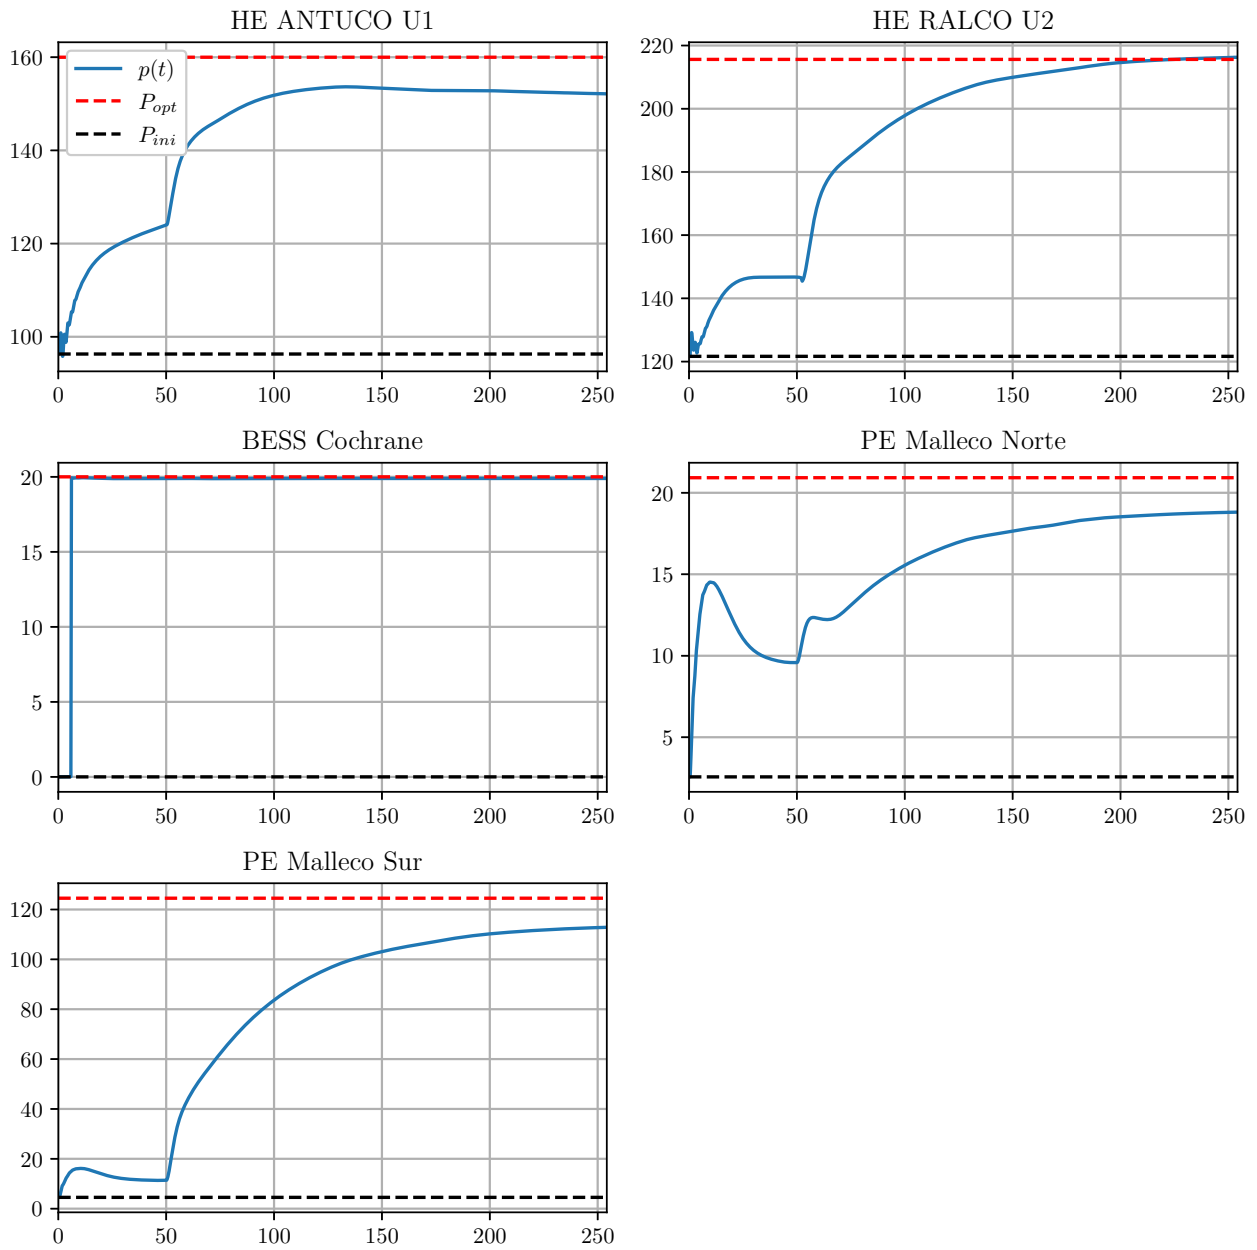 HE ANTUCO U1
160
140
120
100
p(t)
P_opt
P_ini
0 50 100 150 200 250
HE RALCO U2
220
200
180
160
140
120
0 50 100 150 200 250
BESS Cochrane
20
15
10
5
0
0 50 100 150 200 250
PE Malleco Norte
20
15
10
5
0 50 100 150 200 250
PE Malleco Sur
120
100
80
60
40
20
0
0 50 100 150 200 250